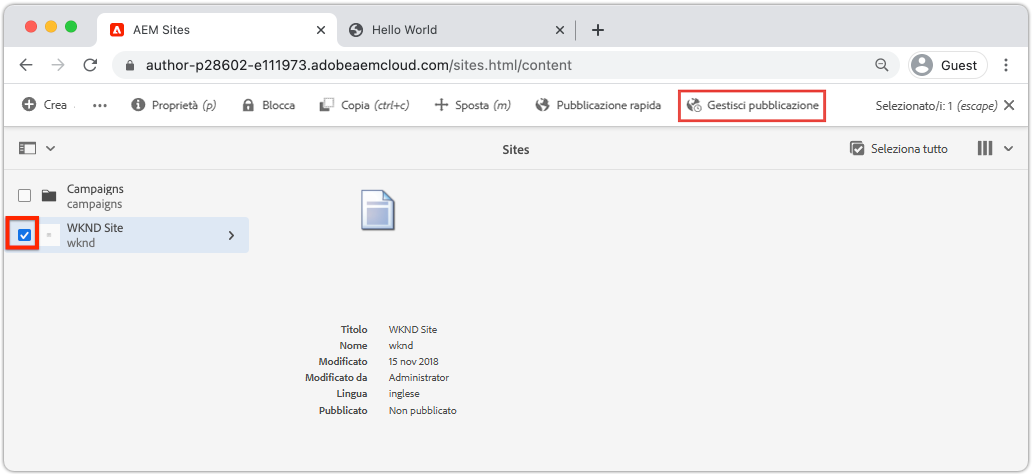 AEM Sites
Hello World
author-p28602-e111973.adobeaemcloud.com/sites.html/content
Guest
Crea
Proprietà (p)
Blocca
Copia (ctrl+c)
Sposta (m)
Pubblicazione rapida
Gestisci pubblicazione
Selezionato/i: 1 (escape)
Sites
Seleziona tutto
Campaigns
campaigns
WKND Site
wknd
Titolo WKND Site
Nome wknd
Modificato 15 nov 2018
Modificato da Administrator
Lingua inglese
Pubblicato Non pubblicato